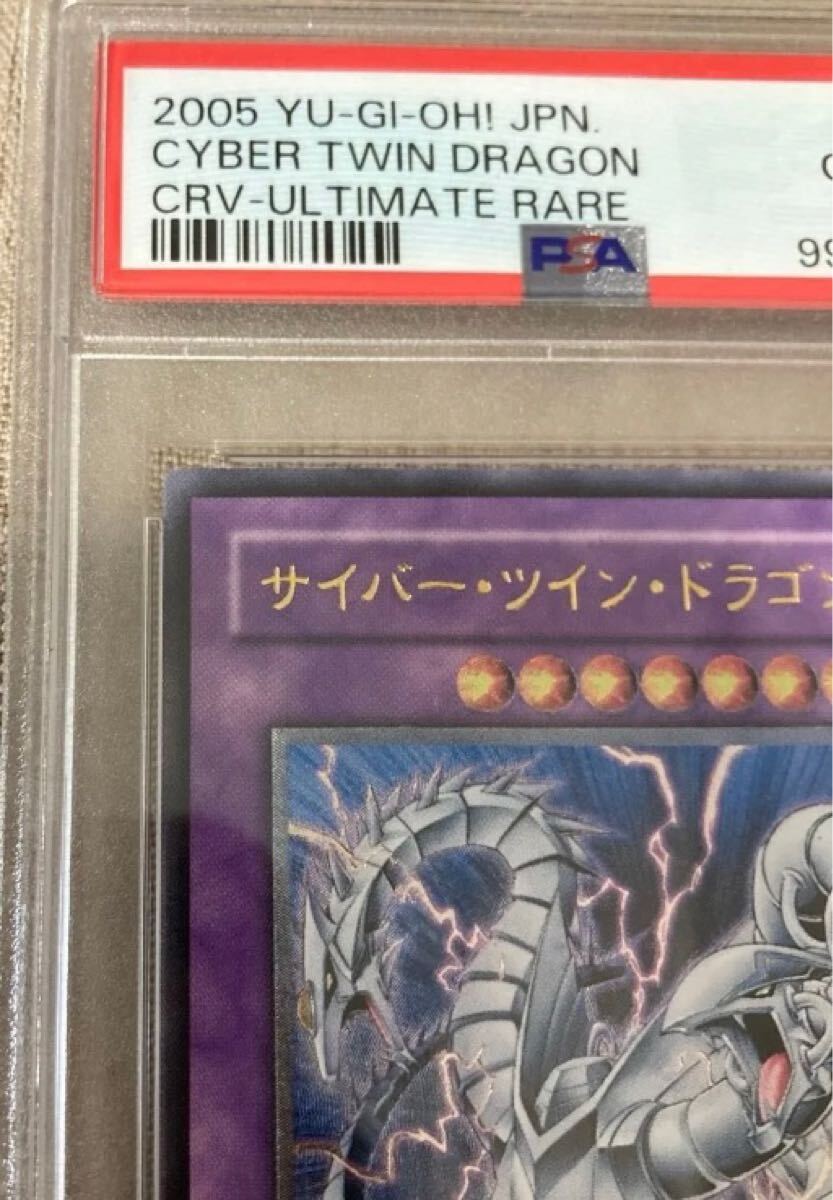 2005 YU-GI-OH! JPN.
CYBER TWIN DRAGON
CRV-ULTIMATE RARE
PSA
サイバー・ツイン・ドラゴン